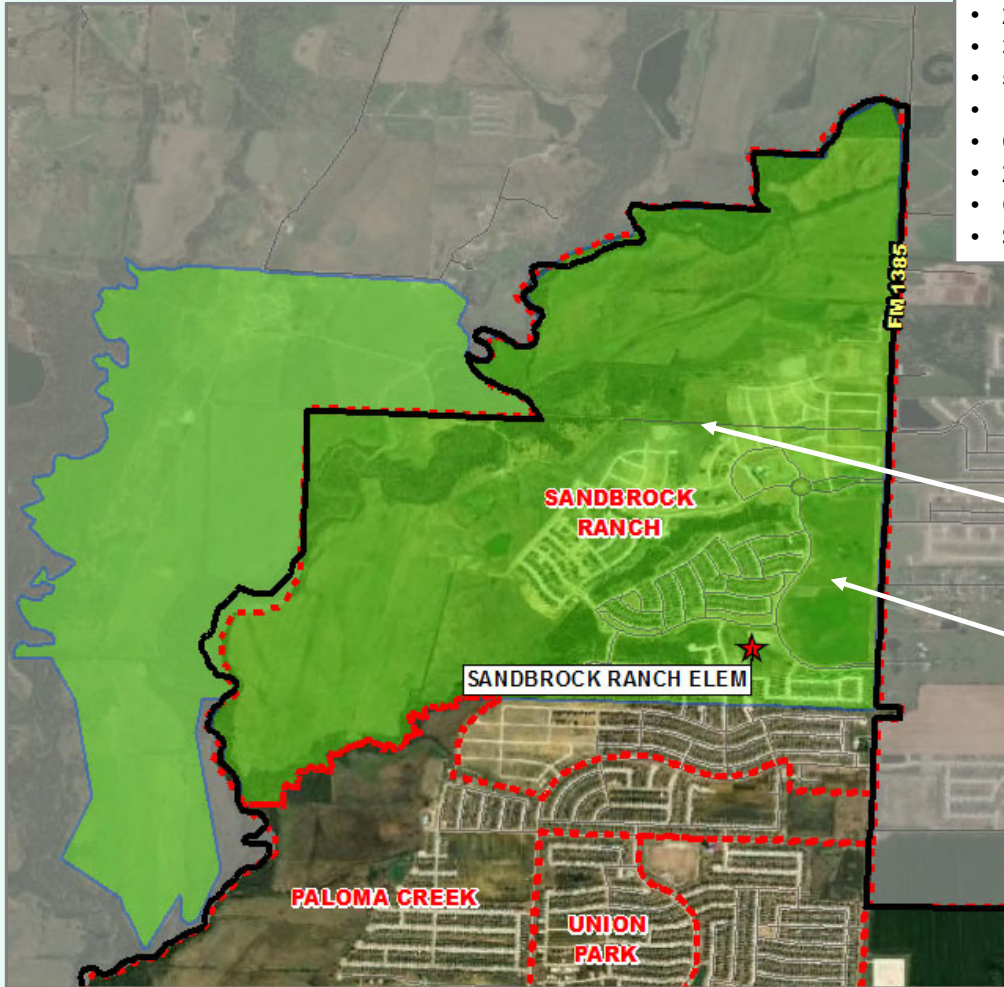 FM 1385
SANDBROCK
RANCH
SANDBROCK RANCH ELEM
PALOMA CREEK
UNION
PARK